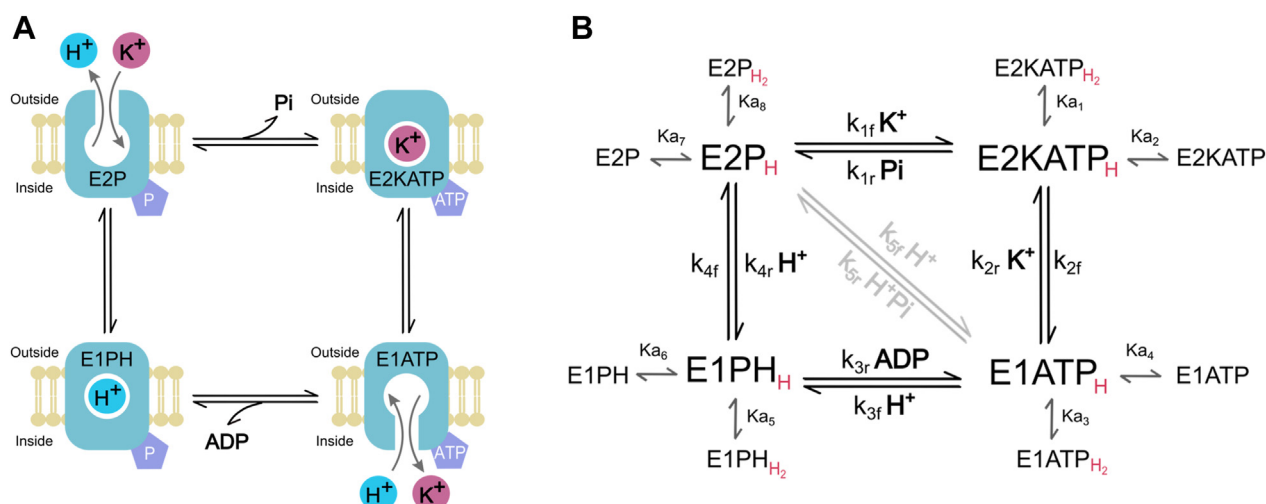 A
H+ K+
Outside
Inside
E2P
P
Pi
Outside
Inside
K+
E2KATP
ATP
Outside
Inside
E1PH
H+
P
ADP
Outside
Inside
E1ATP
ATP
H+ K+
B
E2PH2
Ka8
E2KATPH2
Ka1
E2P
Ka7
E2PH
k1f K+
k1r Pi
E2KATPH
Ka2
E2KATP
k4f
k4r H+
k5f H+
k5r H+Pi
k2r K+
k2f
E1PH
Ka6
E1PHH
k3r ADP
k3f H+
E1ATPH
Ka4
E1ATP
Ka5
E1PHH2
Ka3
E1ATPH2